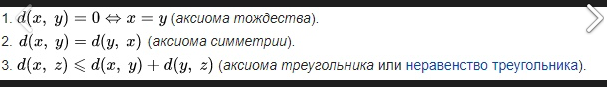 1. d(x, y) = 0 ⇔ x = y (аксиома тождества).
2. d(x, y) = d(y, x) (аксиома симметрии).
3. d(x, z) ⩽ d(x, y) + d(y, z) (аксиома треугольника или неравенство треугольника).